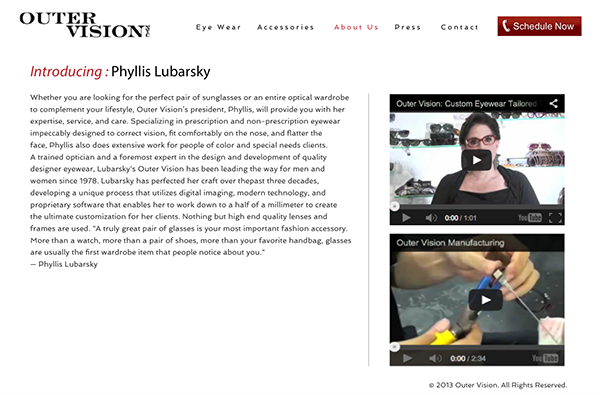 OUTER
VISION
Eye Wear Accessories About Us Press Contact Schedule Now
Introducing : Phyllis Lubarsky
Whether you are looking for the perfect pair of sunglasses or an entire optical wardrobe
to complement your lifestyle, Outer Vision's president, Phyllis, will provide you with her
expertise, service, and care. Specializing in prescription and non-prescription eyewear
impeccably designed to correct vision, fit comfortably on the nose, and flatter the
face, Phyllis also does extensive work for people of color and special needs clients.
A trained optician and a foremost expert in the design and development of quality
designer eyewear, Lubarsky's Outer Vision has been leading the way for men and
women since 1978. Lubarsky has perfected her craft over thepast three decades,
developing a unique process that utilizes digital imaging, modern technology, and
proprietary software that enables her to work down to a half of a millimeter to create
the ultimate customization for her clients. Nothing but high end quality lenses and
frames are used. "A truly great pair of glasses is your most important fashion accessory.
More than a watch, more than a pair of shoes, more than your favorite handbag, glasses
are usually the first wardrobe item that people notice about you."
— Phyllis Lubarsky
Outer Vision: Custom Eyewear Tailored
0:00 / 1:01 YouTube
Outer Vision Manufacturing
0:00 / 2:34 YouTube
© 2013 Outer Vision. All Rights Reserved.